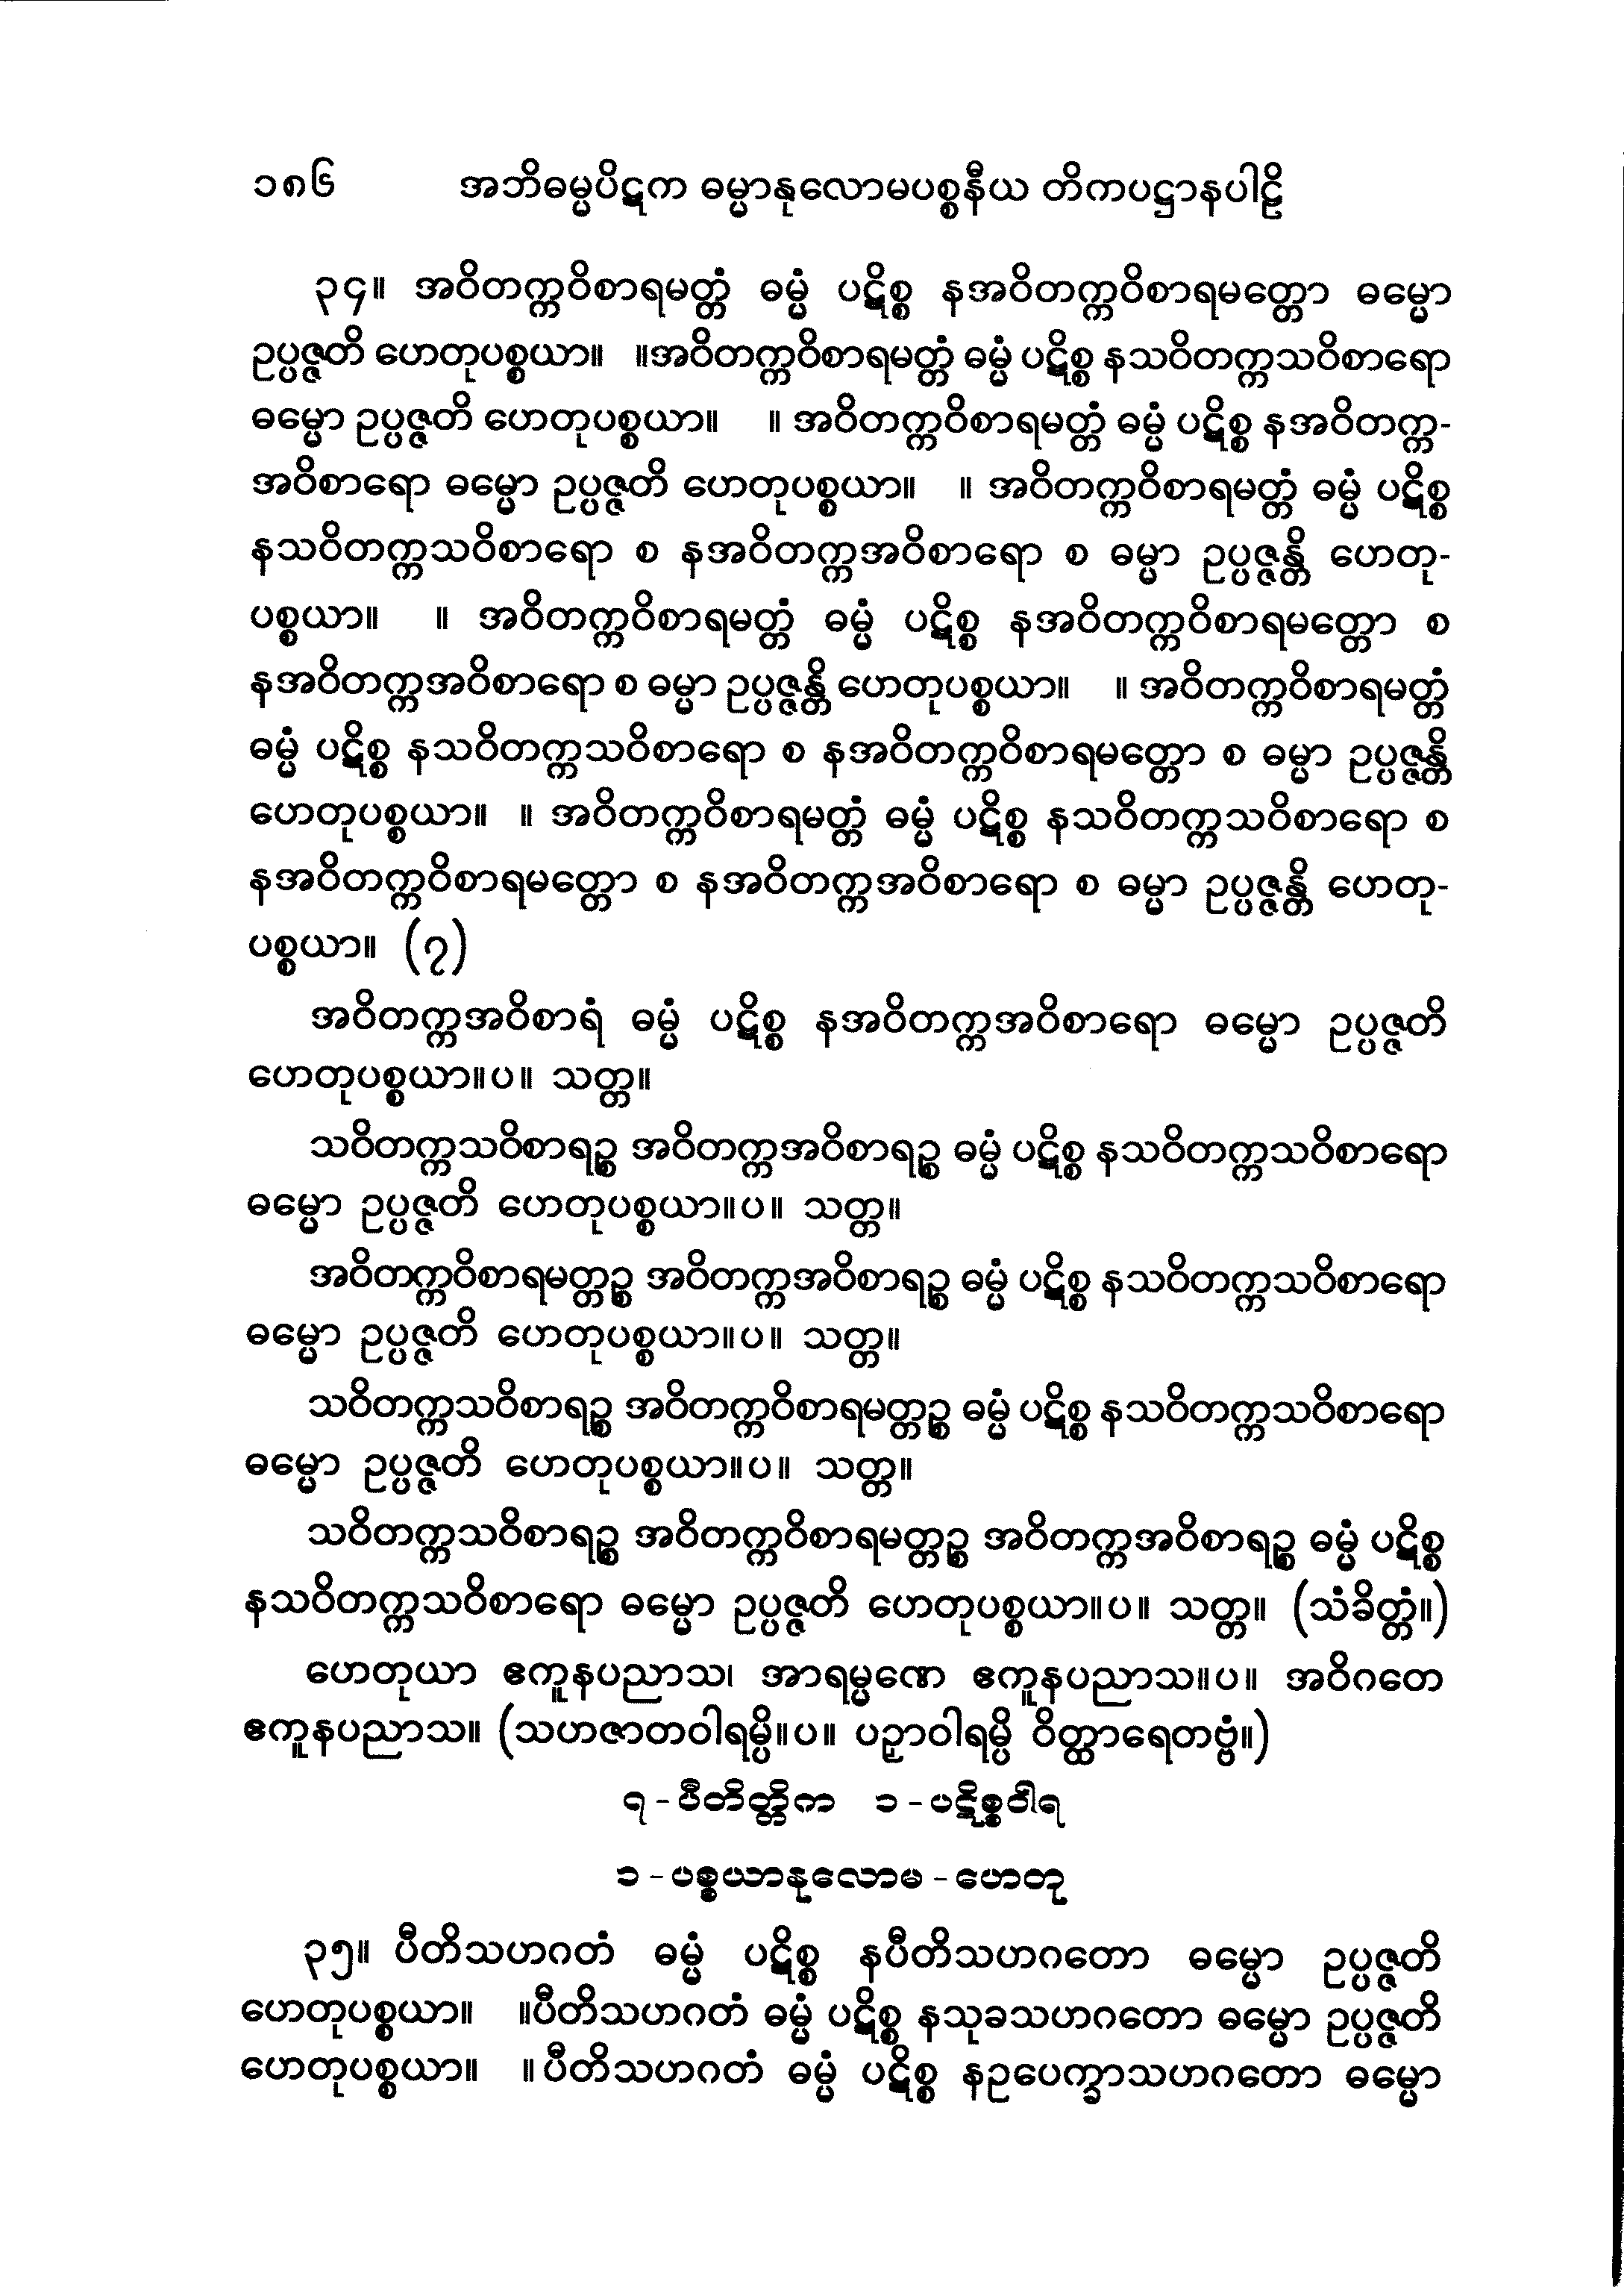 ၁၈၆ အဘိဓမ္မပိဋက ဓမ္မာနုလောမပစ္စနီယ တိကပဋ္ဌာနပါဠိ
၃၄။ အဝိတက္ကဝိစာရမတ္တံ ဓမ္မံ ပဋိစ္စ နအဝိတက္ကဝိစာရမတ္တော ဓမ္မော
ဥပ္ပဇ္ဇတိ ဟေတုပစ္စယာ။ ။အဝိတက္ကဝိစာရမတ္တံ ဓမ္မံ ပဋိစ္စ နသဝိတက္ကသဝိစာရော
ဓမ္မော ဥပ္ပဇ္ဇတိ ဟေတုပစ္စယာ။ ။ အဝိတက္ကဝိစာရမတ္တံ ဓမ္မံ ပဋိစ္စ နအဝိတက္က-
အဝိစာရော ဓမ္မော ဥပ္ပဇ္ဇတိ ဟေတုပစ္စယာ။ ။ အဝိတက္ကဝိစာရမတ္တံ ဓမ္မံ ပဋိစ္စ
နသဝိတက္ကသဝိစာရော စ နအဝိတက္ကအဝိစာရော စ ဓမ္မာ ဥပ္ပဇ္ဇန္တိ ဟေတု-
ပစ္စယာ။ ။ အဝိတက္ကဝိစာရမတ္တံ ဓမ္မံ ပဋိစ္စ နအဝိတက္ကဝိစာရမတ္တော စ
နအဝိတက္ကအဝိစာရော စ ဓမ္မာ ဥပ္ပဇ္ဇန္တိ ဟေတုပစ္စယာ။ ။ အဝိတက္ကဝိစာရမတ္တံ
ဓမ္မံ ပဋိစ္စ နသဝိတက္ကသဝိစာရော စ နအဝိတက္ကဝိစာရမတ္တော စ ဓမ္မာ ဥပ္ပဇ္ဇန္တိ
ဟေတုပစ္စယာ။ ။ အဝိတက္ကဝိစာရမတ္တံ ဓမ္မံ ပဋိစ္စ နသဝိတက္ကသဝိစာရော စ
နအဝိတက္ကဝိစာရမတ္တော စ နအဝိတက္ကအဝိစာရော စ ဓမ္မာ ဥပ္ပဇ္ဇန္တိ ဟေတု-
ပစ္စယာ။ (၇)
အဝိတက္ကအဝိစာရံ ဓမ္မံ ပဋိစ္စ နအဝိတက္ကအဝိစာရော ဓမ္မော ဥပ္ပဇ္ဇတိ
ဟေတုပစ္စယာ။ပ။ သတ္တ။
သဝိတက္ကသဝိစာရဉ္စ အဝိတက္ကအဝိစာရဉ္စ ဓမ္မံ ပဋိစ္စ နသဝိတက္ကသဝိစာရော
ဓမ္မော ဥပ္ပဇ္ဇတိ ဟေတုပစ္စယာ။ပ။ သတ္တ။
အဝိတက္ကဝိစာရမတ္တဉ္စ အဝိတက္ကအဝိစာရဉ္စ ဓမ္မံ ပဋိစ္စ နသဝိတက္ကသဝိစာရော
ဓမ္မော ဥပ္ပဇ္ဇတိ ဟေတုပစ္စယာ။ပ။ သတ္တ။
သဝိတက္ကသဝိစာရဉ္စ အဝိတက္ကဝိစာရမတ္တဉ္စ ဓမ္မံ ပဋိစ္စ နသဝိတက္ကသဝိစာရော
ဓမ္မော ဥပ္ပဇ္ဇတိ ဟေတုပစ္စယာ။ပ။ သတ္တ။
သဝိတက္ကသဝိစာရဉ္စ အဝိတက္ကဝိစာရမတ္တဉ္စ အဝိတက္ကအဝိစာရဉ္စ ဓမ္မံ ပဋိစ္စ
နသဝိတက္ကသဝိစာရော ဓမ္မော ဥပ္ပဇ္ဇတိ ဟေတုပစ္စယာ။ပ။ သတ္တ။ (သံခိတ္တံ။)
ဟေတုယာ ဧကူနပညာသ၊ အာရမ္မဏေ ဧကူနပညာသ။ပ။ အဝိဂတေ
ဧကူနပညာသ။ (သဟဇာတဝါရမ္ပိ။ပ။ ပဉှာဝါရမ္ပိ ဝိတ္ထာရေတဗ္ဗံ။)
၇-ပီတိတ္တိက ၁-ပဋိစ္စဝါရ
၁-ပစ္စယာနုလောမ-ဟေတု
၃၅။ ပီတိသဟဂတံ ဓမ္မံ ပဋိစ္စ နပီတိသဟဂတော ဓမ္မော ဥပ္ပဇ္ဇတိ
ဟေတုပစ္စယာ။ ။ပီတိသဟဂတံ ဓမ္မံ ပဋိစ္စ နသုခသဟဂတော ဓမ္မော ဥပ္ပဇ္ဇတိ
ဟေတုပစ္စယာ။ ။ ပီတိသဟဂတံ ဓမ္မံ ပဋိစ္စ နဥပေက္ခာသဟဂတော ဓမ္မော